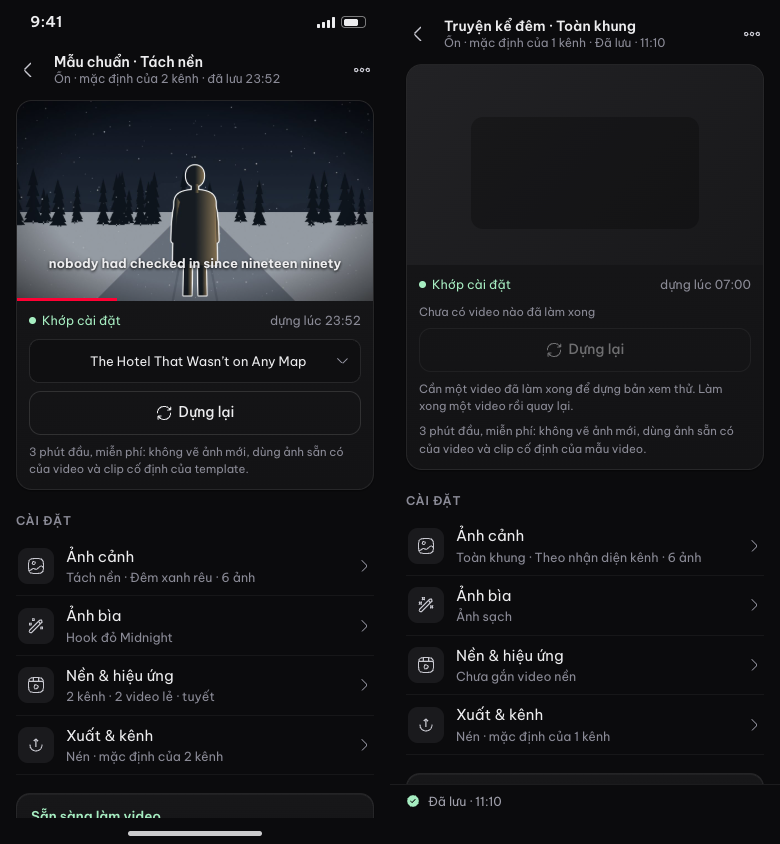 9:41
Mẫu chuẩn · Tách nền
Ổn · mặc định của 2 kênh · đã lưu 23:52
nobody had checked in since nineteen ninety
Khớp cài đặt
dựng lúc 23:52
The Hotel That Wasn't on Any Map
Dựng lại
3 phút đầu, miễn phí: không vẽ ảnh mới, dùng ảnh sẵn có
của video và clip cố định của template.
CÀI ĐẶT
Ảnh cảnh
Tách nền · Đêm xanh rêu · 6 ảnh
Ảnh bìa
Hook đỏ Midnight
Nền & hiệu ứng
2 kênh · 2 video lẻ · tuyết
Xuất & kênh
Nén · mặc định của 2 kênh
Sẵn sàng làm video
Truyện kể đêm · Toàn khung
Ổn · mặc định của 1 kênh · Đã lưu · 11:10
Khớp cài đặt
dựng lúc 07:00
Chưa có video nào đã làm xong
Dựng lại
Cần một video đã làm xong để dựng bản xem thử. Làm
xong một video rồi quay lại.
3 phút đầu, miễn phí: không vẽ ảnh mới, dùng ảnh sẵn có
của video và clip cố định của mẫu video.
CÀI ĐẶT
Ảnh cảnh
Toàn khung · Theo nhận diện kênh · 6 ảnh
Ảnh bìa
Ảnh sạch
Nền & hiệu ứng
Chưa gắn video nền
Xuất & kênh
Nén · mặc định của 1 kênh
Đã lưu · 11:10